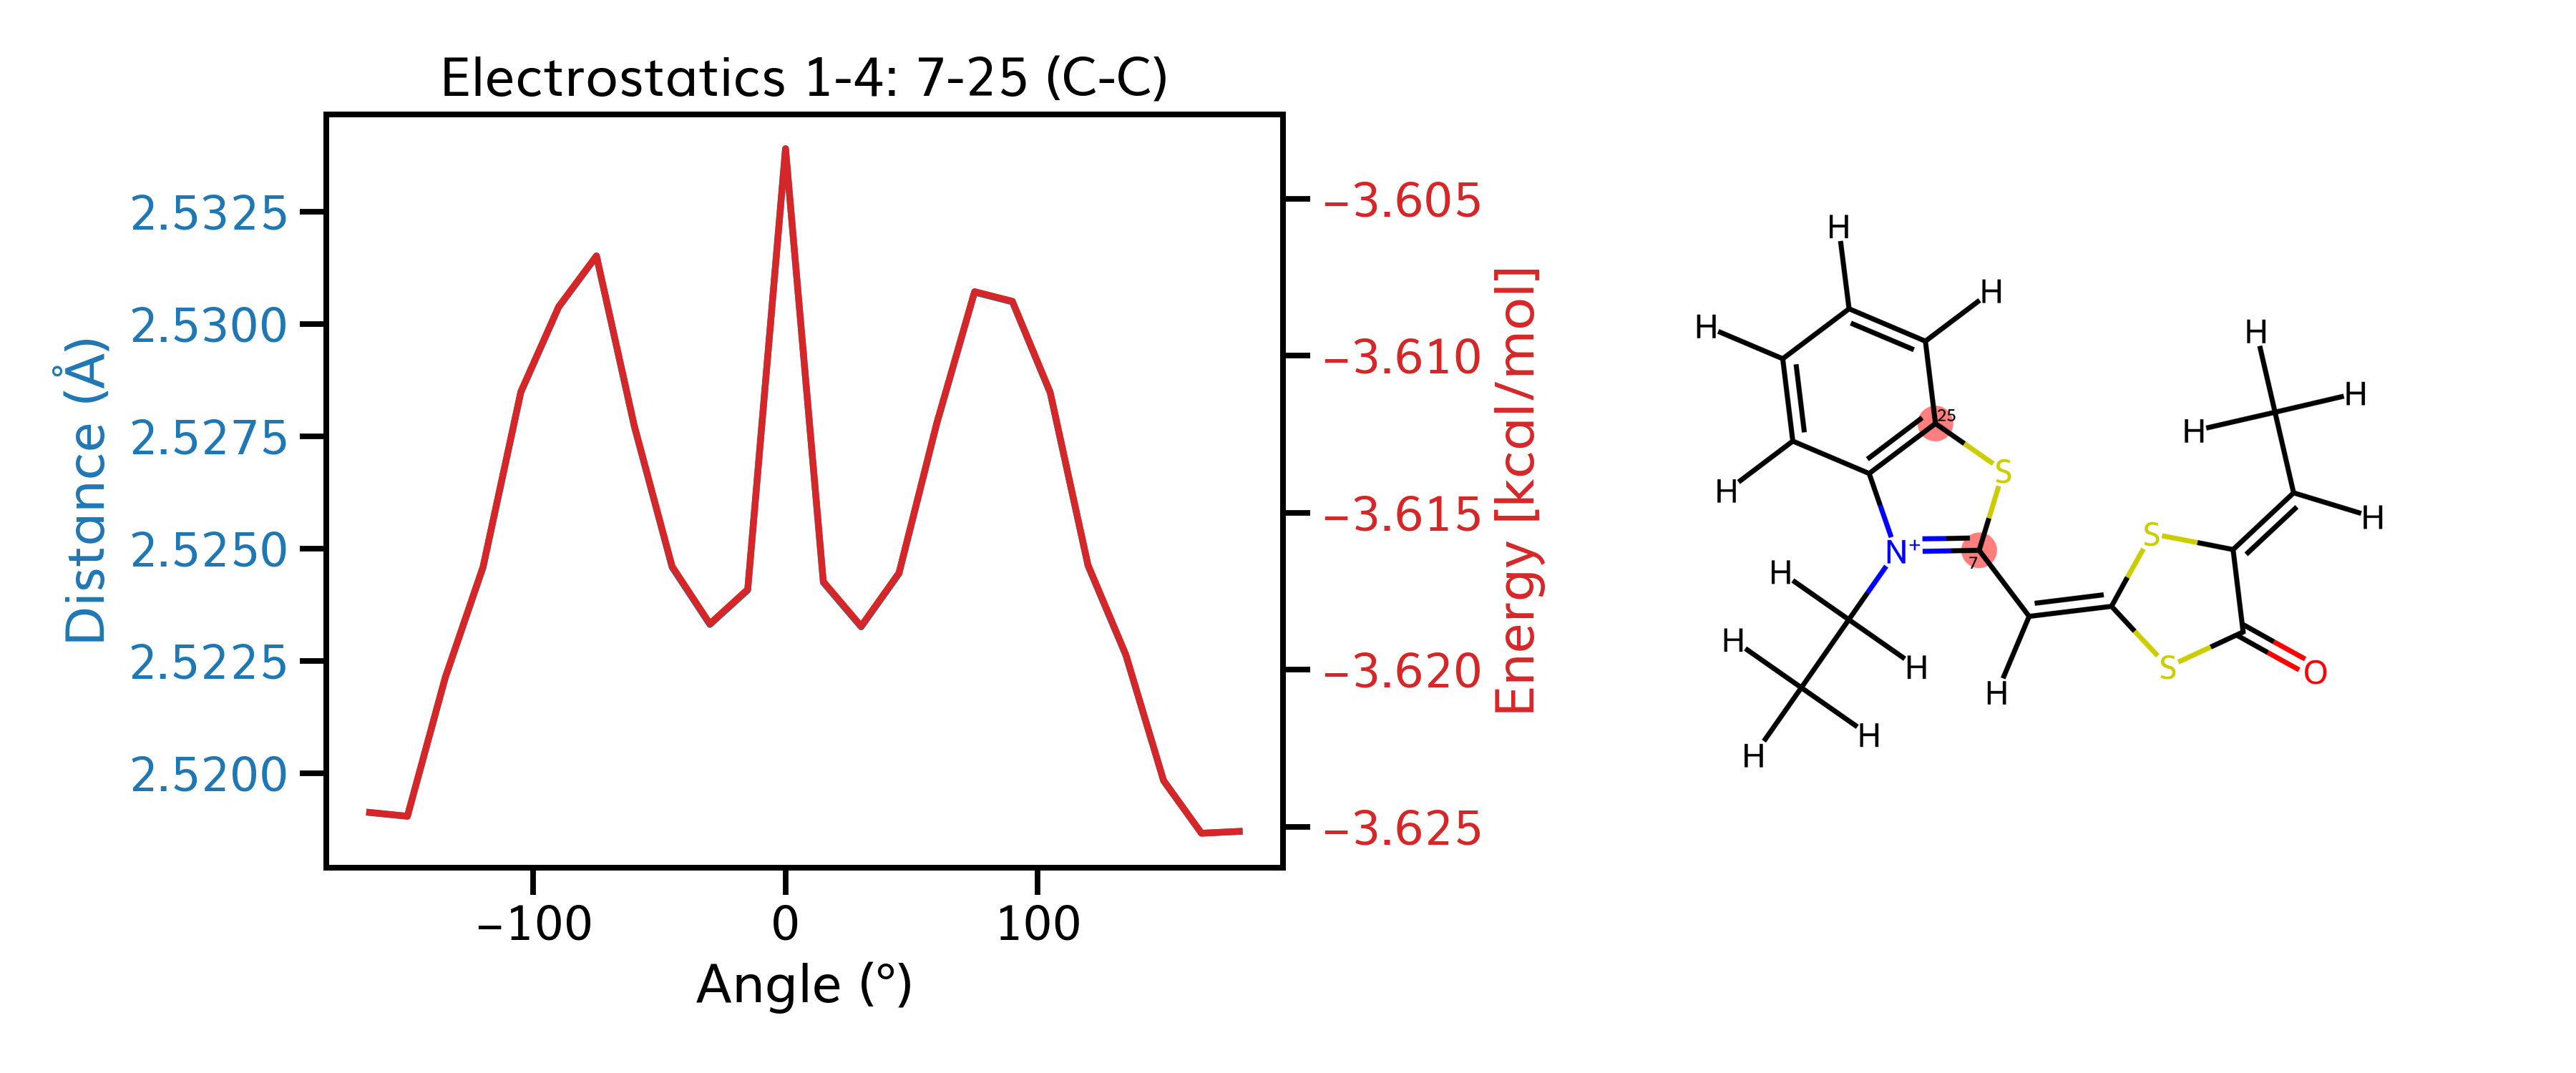 Electrostatics 1-4: 7-25 (C-C)
Distance (Å)
2.5325
2.5300
2.5275
2.5250
2.5225
2.5200
−3.605
−3.610
−3.615
−3.620
−3.625
Energy [kcal/mol]
−100
0
100
Angle (°)
H
H
H
H
H
H
25
H
S
H
H
S
N+
7
H
H
H
S
O
H
H
H